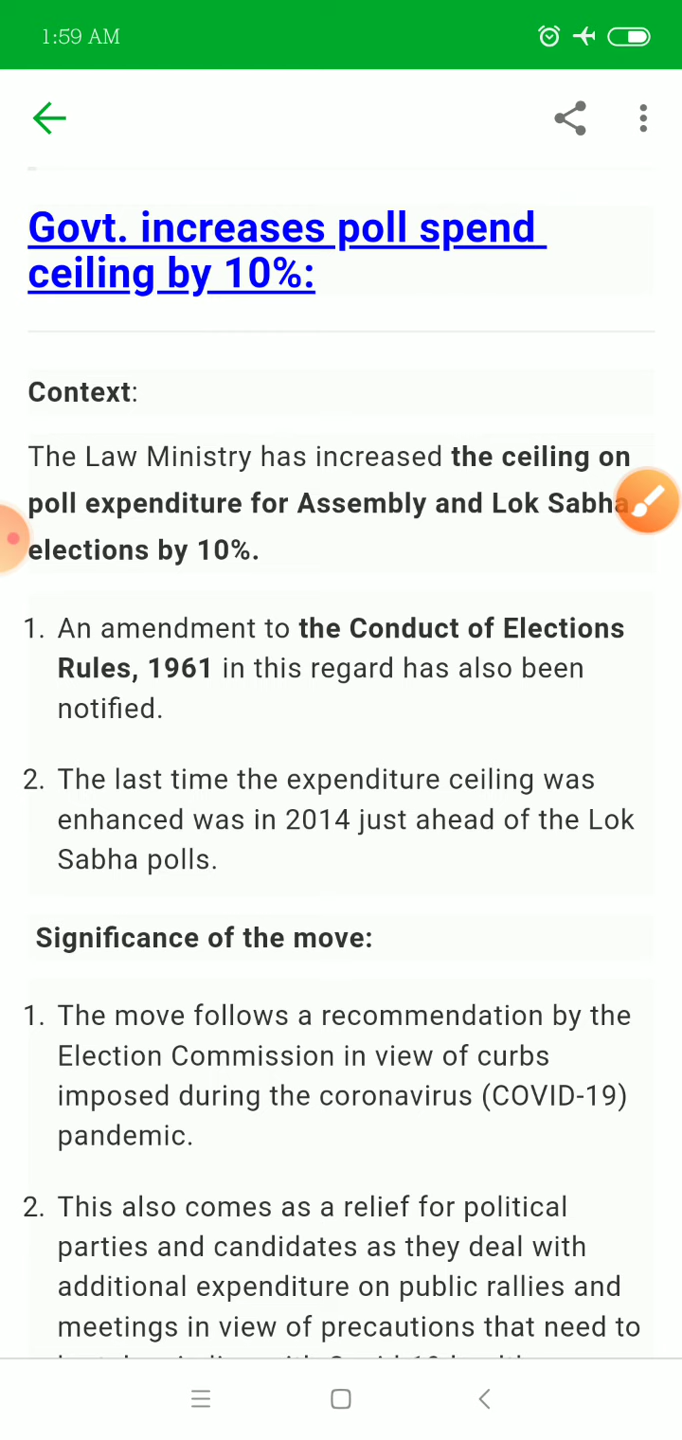 1:59 AM
Govt. increases poll spend
ceiling by 10%:
Context:
The Law Ministry has increased the ceiling on
poll expenditure for Assembly and Lok Sabha
elections by 10%.
1. An amendment to the Conduct of Elections
Rules, 1961 in this regard has also been
notified.
2. The last time the expenditure ceiling was
enhanced was in 2014 just ahead of the Lok
Sabha polls.
Significance of the move:
1. The move follows a recommendation by the
Election Commission in view of curbs
imposed during the coronavirus (COVID-19)
pandemic.
2. This also comes as a relief for political
parties and candidates as they deal with
additional expenditure on public rallies and
meetings in view of precautions that need to